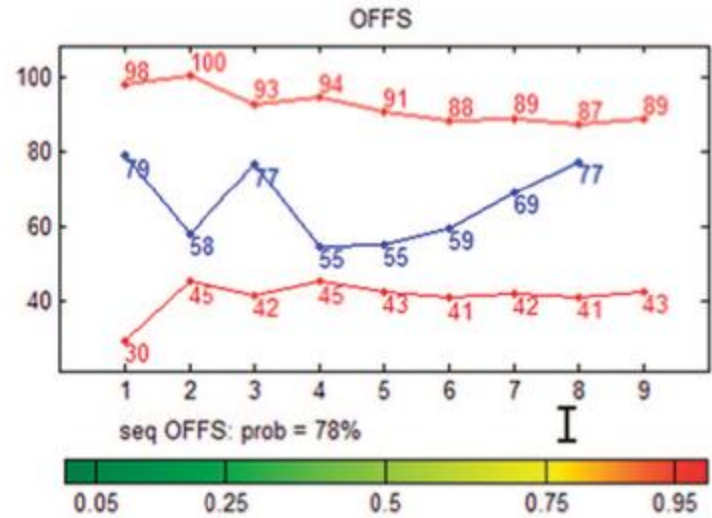 OFFS
100
98 100 93 94 91 88 89 87 89
80
79 58 77 55 55 59 69 77
60
40
30 45 42 45 43 41 42 41 43
1 2 3 4 5 6 7 8 9
seq OFFS: prob = 78%
0.05 0.25 0.5 0.75 0.95